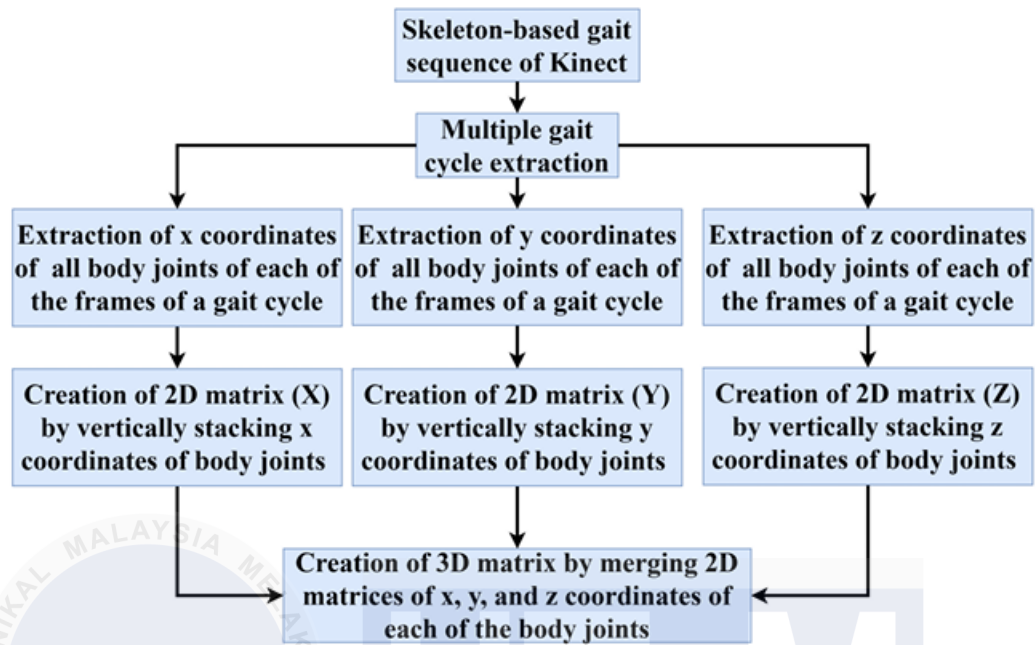 Skeleton-based gait
sequence of Kinect
Multiple gait
cycle extraction
Extraction of x coordinates
of all body joints of each of
the frames of a gait cycle
Extraction of y coordinates
of all body joints of each of
the frames of a gait cycle
Extraction of z coordinates
of all body joints of each of
the frames of a gait cycle
Creation of 2D matrix (X)
by vertically stacking x
coordinates of body joints
Creation of 2D matrix (Y)
by vertically stacking y
coordinates of body joints
Creation of 2D matrix (Z)
by vertically stacking z
coordinates of body joints
Creation of 3D matrix by merging 2D
matrices of x, y, and z coordinates of
each of the body joints
MALAYSIA